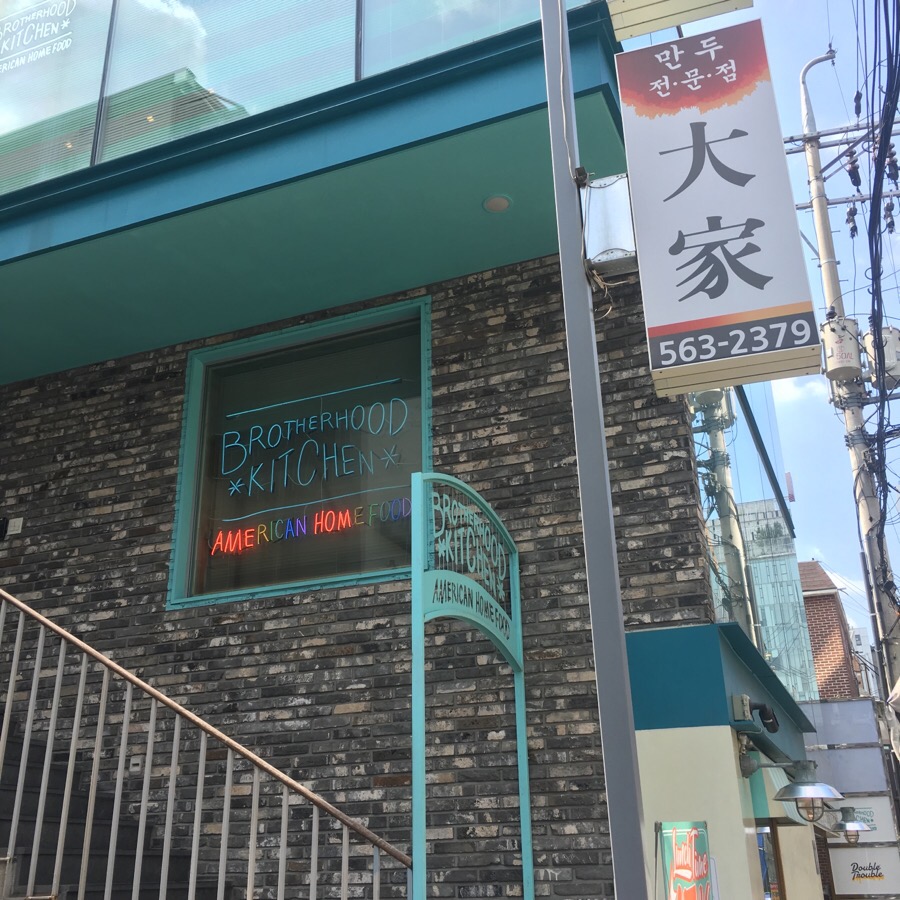 BROTHERHOOD
*KITCHEN*
AMERICAN HOME FOOD
만두
전·문·점
大
家
563-2379
BROTHERHOOD
*KITCHEN*
AMERICAN HOME FOOD
BROTHERHOOD
*KITCHEN*
AMERICAN HOME FOOD
Double
Trouble